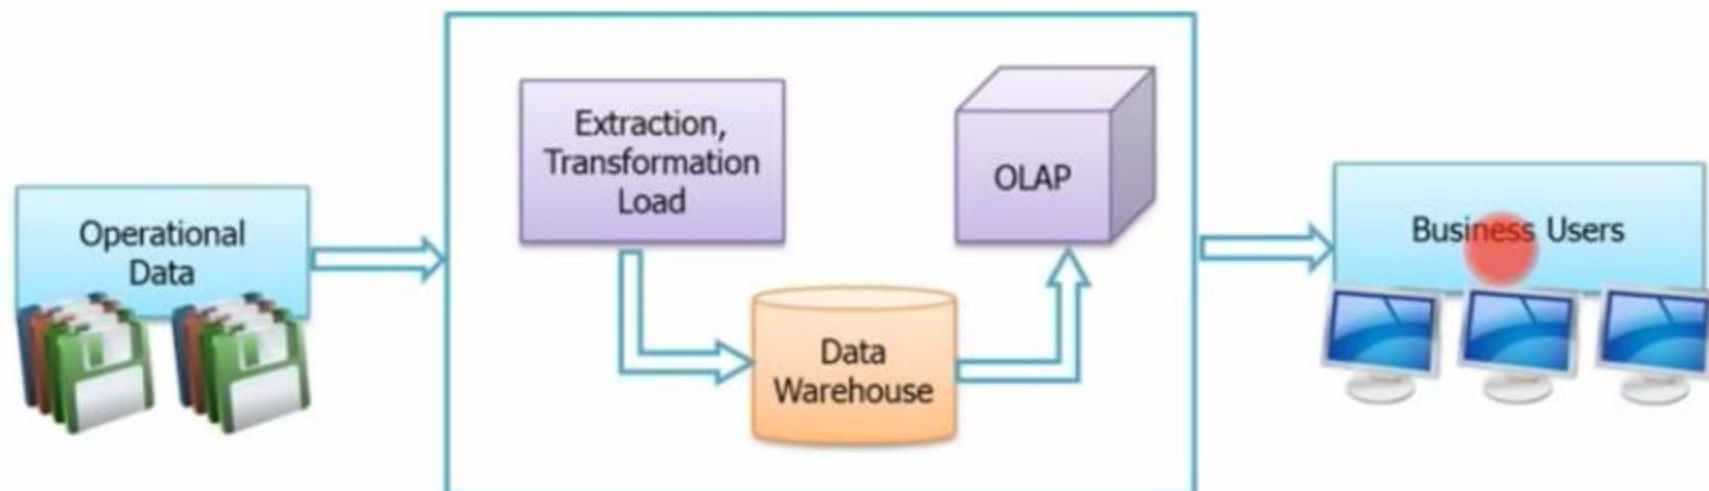 Operational
Data
Extraction,
Transformation
Load
Data
Warehouse
OLAP
Business Users